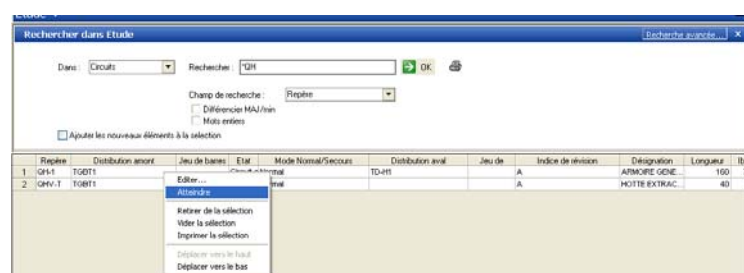 Etude
Rechercher dans Etude Recherche avancée... ×
Dans : Circuits Rechercher : *QH OK
Champ de recherche : Repère
Différencier MAJ/min
Mots entiers
Ajouter les nouveaux éléments à la selection
Repère Distribution amont Jeu de barres Etat Mode Normal/Secours Distribution aval Jeu de Indice de révision Désignation Longueur
1 QH-1 TGBT1 Normal TD-H1 A ARMOIRE GENE... 160
2 QHV-T TGBT1 A HOTTE EXTRAC... 40
Editer...
Atteindre
Retirer de la sélection
Vider la sélection
Imprimer la sélection
Déplacer vers le haut
Déplacer vers le bas